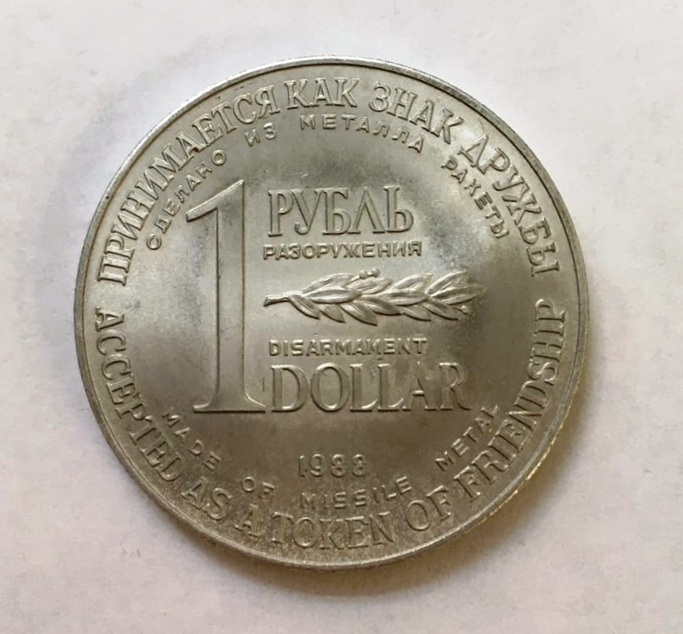 ПРИНИМАЕТСЯ КАК ЗНАК ДРУЖБЫ
СДЕЛАНО ИЗ МЕТАЛЛА РАКЕТЫ
1
РУБЛЬ
РАЗОРУЖЕНИЯ
DISARMAMENT
DOLLAR
1988
MADE OF MISSILE METAL
ACCEPTED AS A TOKEN OF FRIENDSHIP